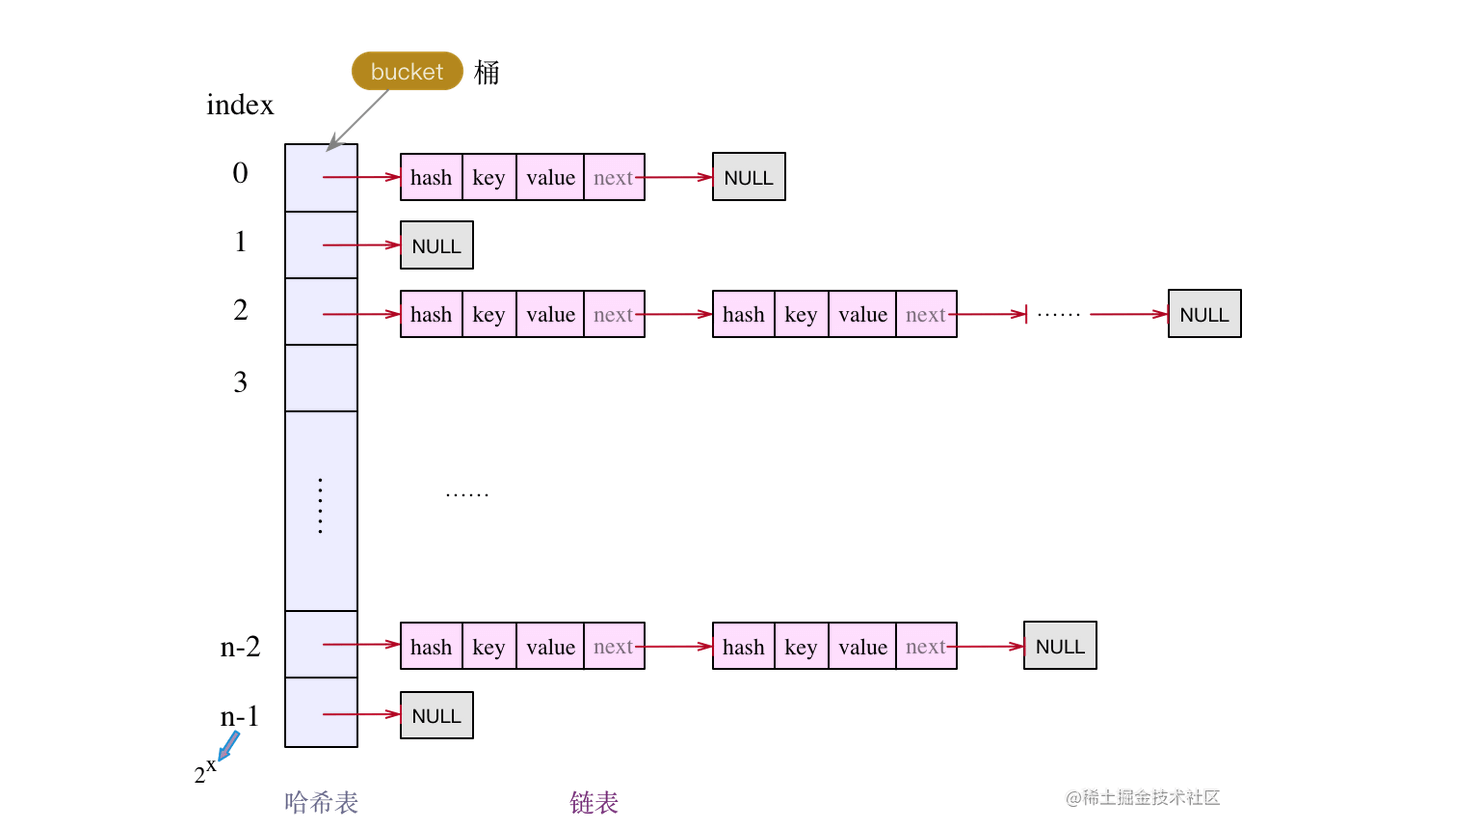 bucket 桶
index
0 hash key value next NULL
1 NULL
2 hash key value next hash key value next ...... NULL
3
...... ......
n-2 hash key value next hash key value next NULL
n-1 NULL
2^x
哈希表 链表 @稀土掘金技术社区